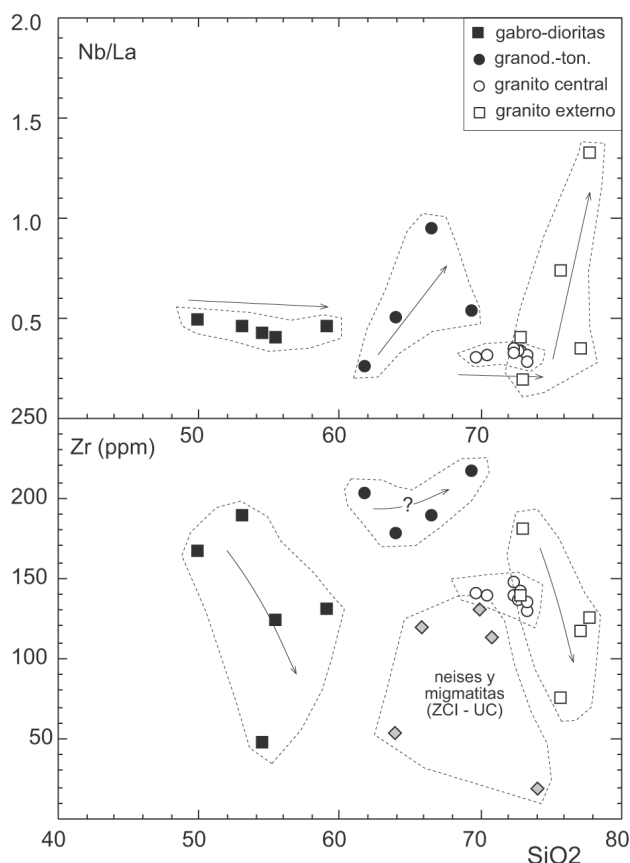 2.0
Nb/La
gabro-dioritas
granod.-ton.
granito central
granito externo
1.5
1.0
0.5
250
50
60
70
Zr (ppm)
200
?
150
100
neises y
migmatitas
(ZCI - UC)
50
40
50
60
70
80
SiO2